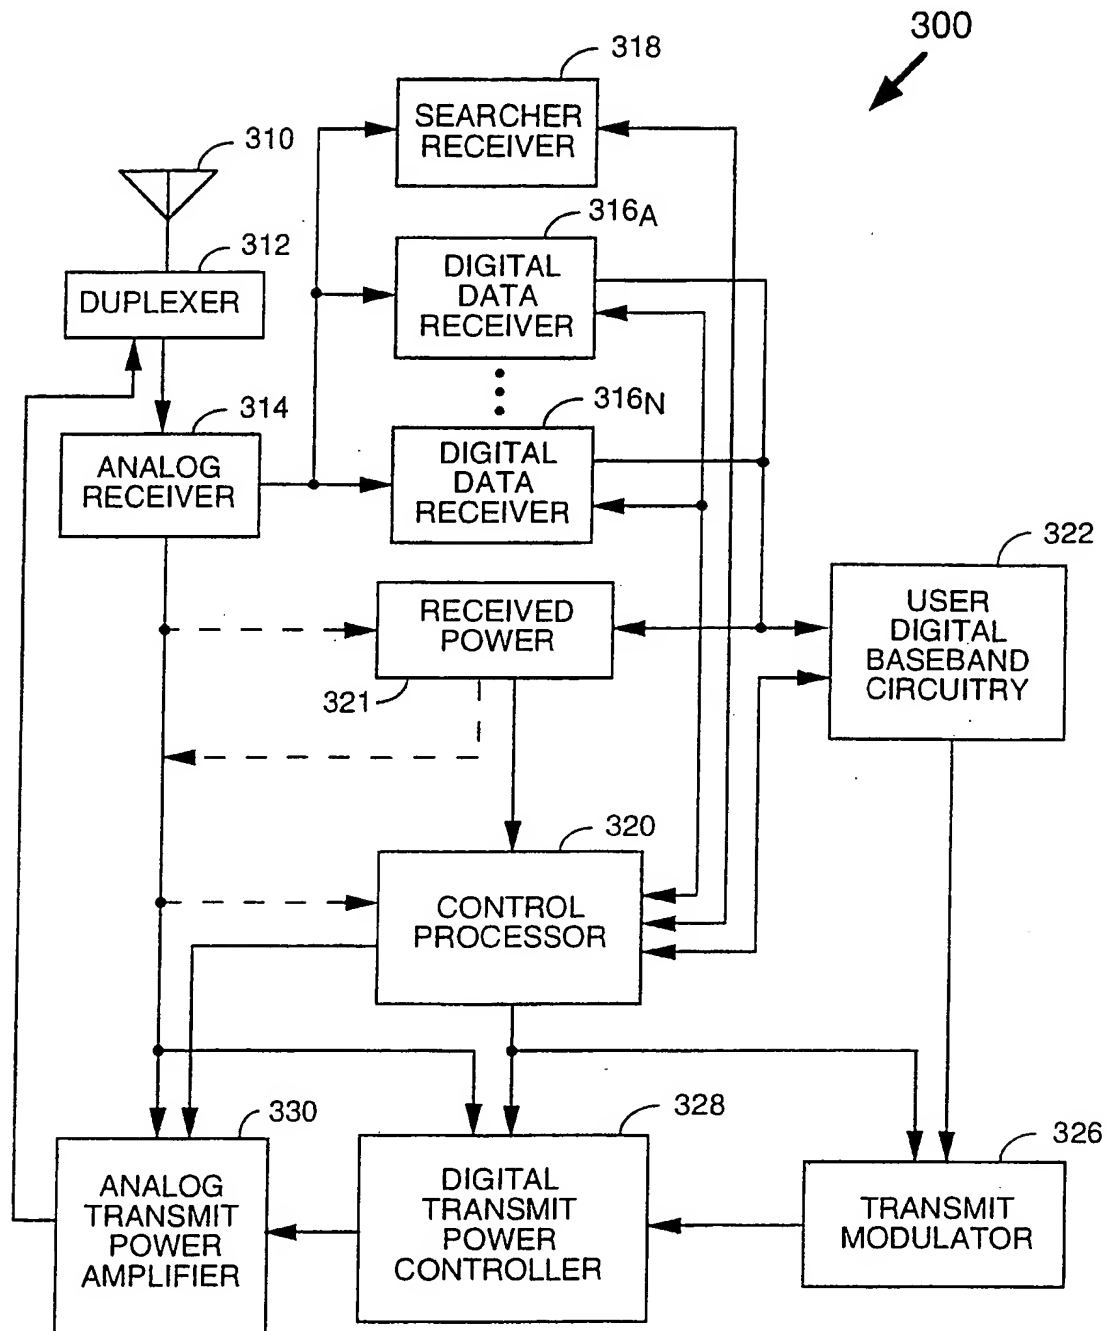 300
318
SEARCHER
RECEIVER
310
316A
312
DIGITAL
DATA
RECEIVER
DUPLEXER
314
316N
ANALOG
RECEIVER
DIGITAL
DATA
RECEIVER
322
RECEIVED
POWER
321
USER
DIGITAL
BASEBAND
CIRCUITRY
320
CONTROL
PROCESSOR
330
328
326
ANALOG
TRANSMIT
POWER
AMPLIFIER
DIGITAL
TRANSMIT
POWER
CONTROLLER
TRANSMIT
MODULATOR